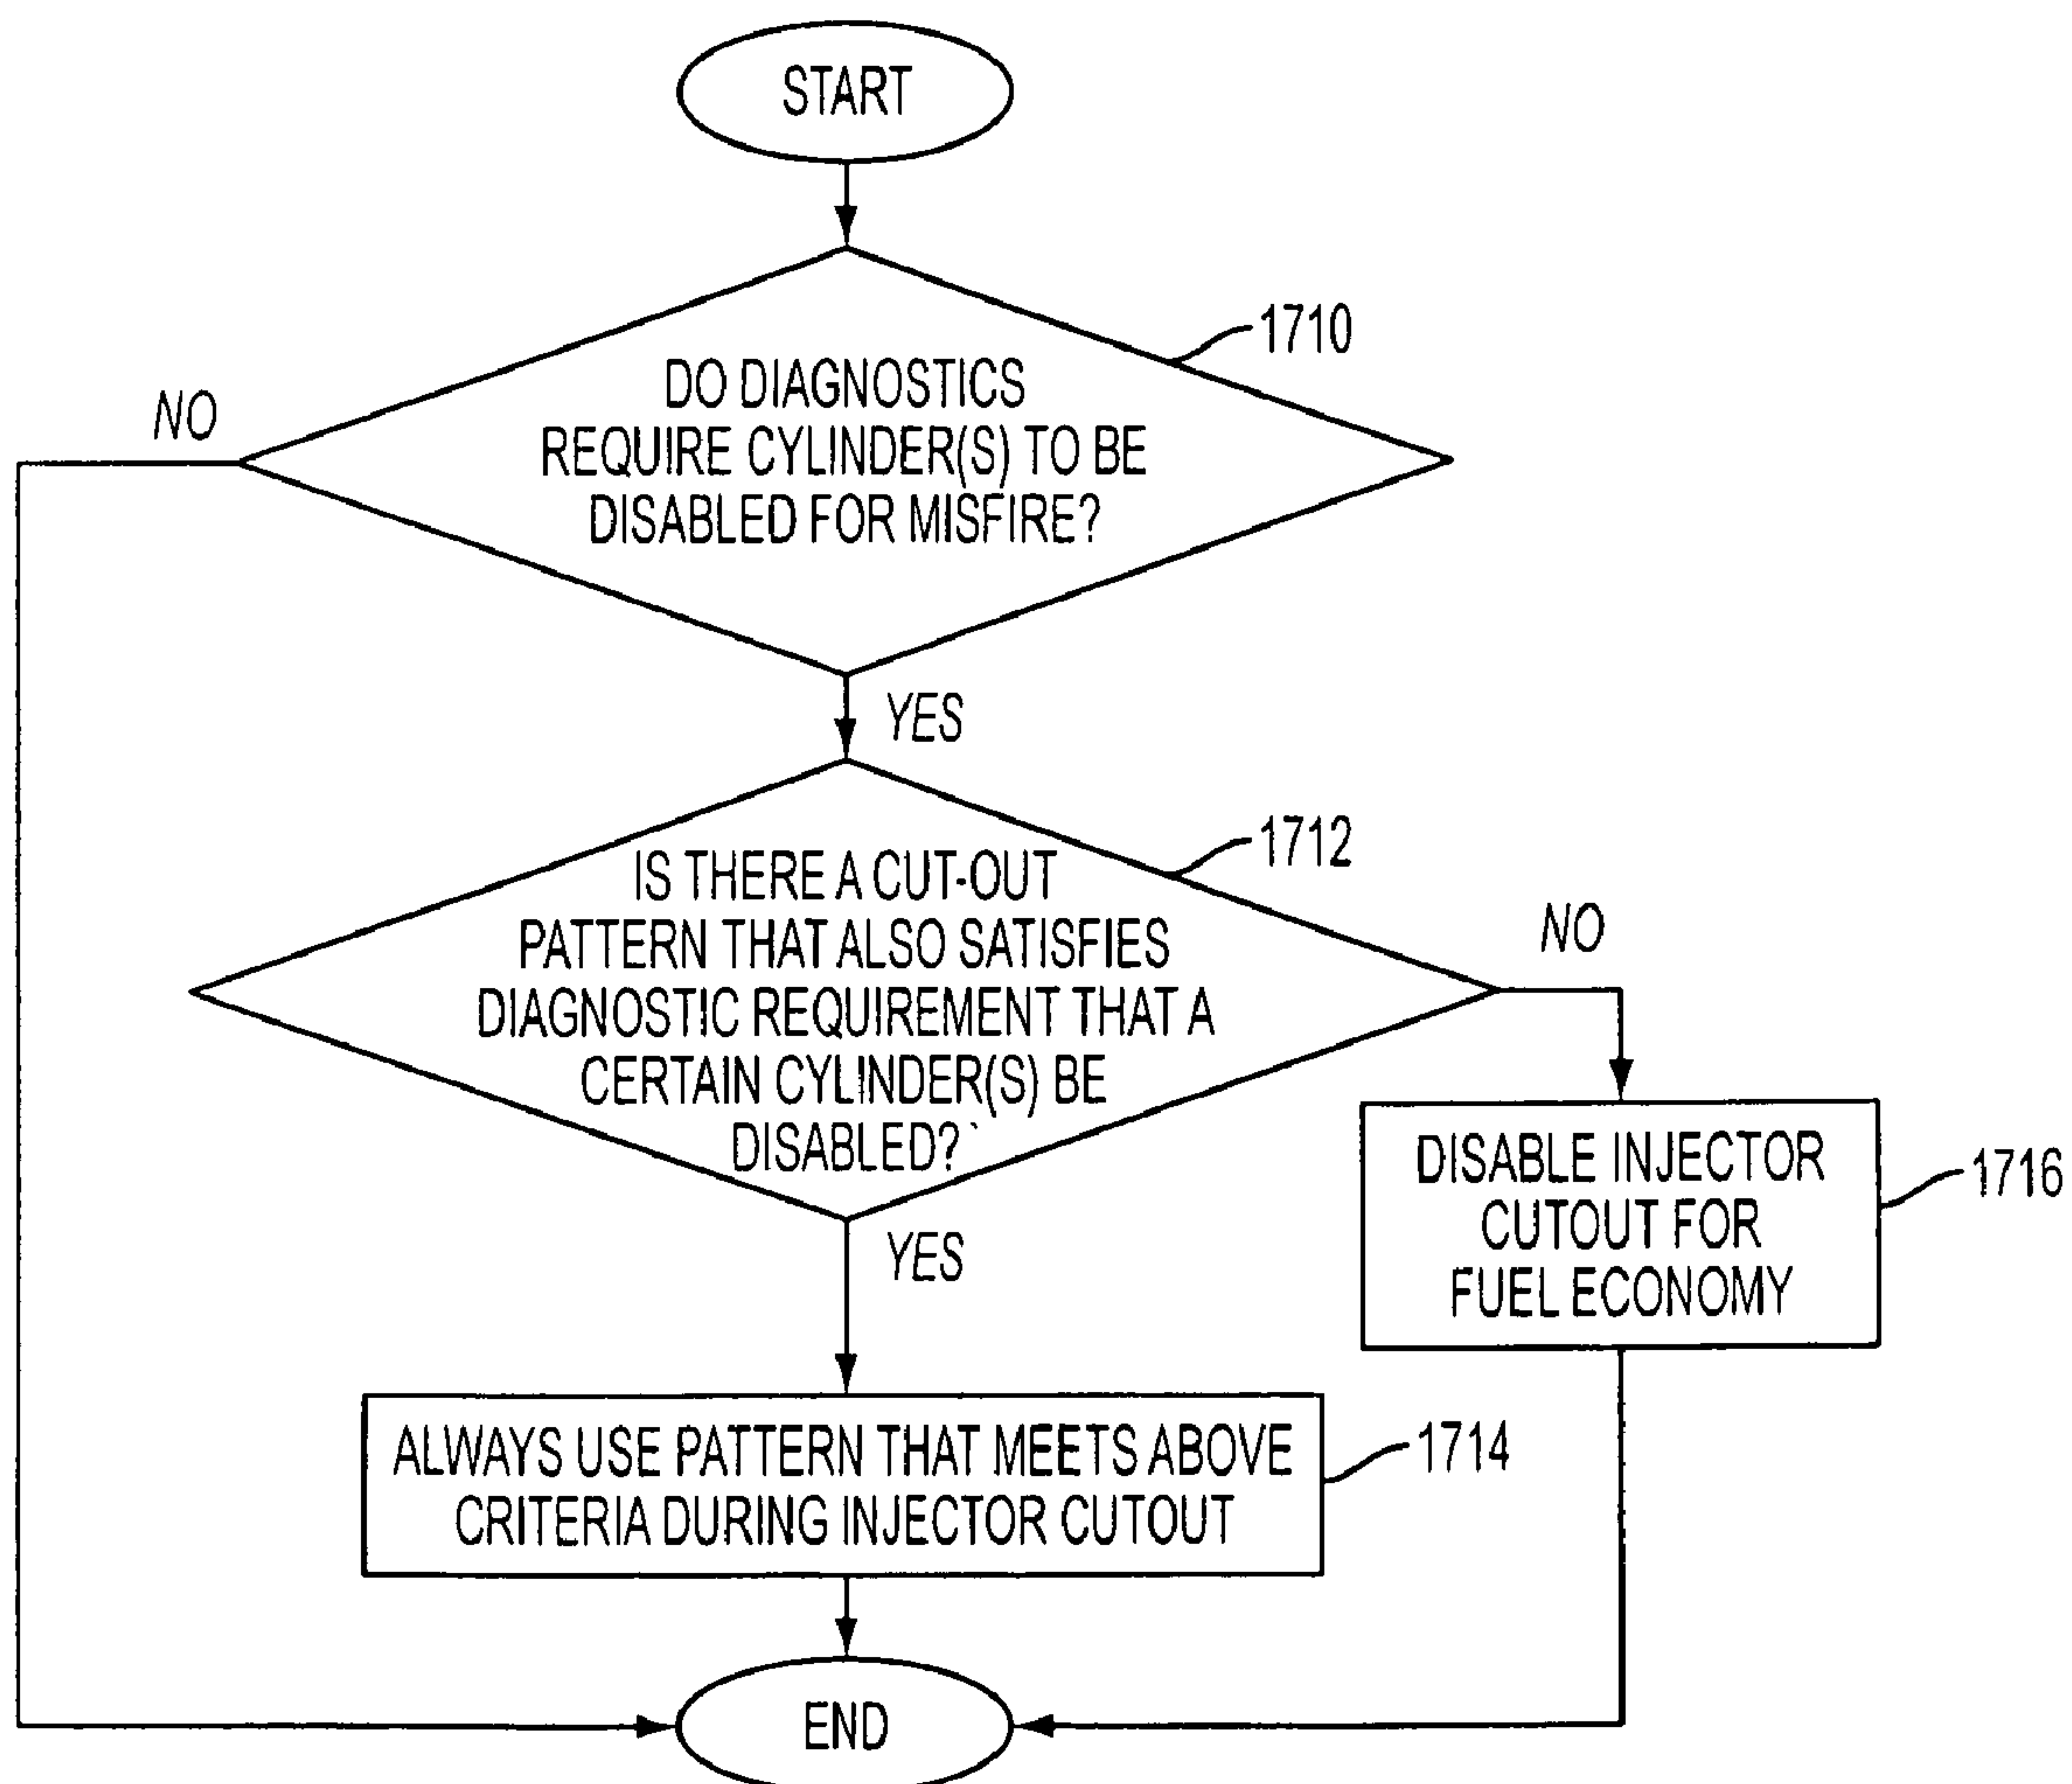 START
1710
DO DIAGNOSTICS
REQUIRE CYLINDER(S) TO BE
DISABLED FOR MISFIRE?
NO
YES
1712
IS THERE A CUT-OUT
PATTERN THAT ALSO SATISFIES
DIAGNOSTIC REQUIREMENT THAT A
CERTAIN CYLINDER(S) BE
DISABLED?
NO
YES
DISABLE INJECTOR
CUTOUT FOR
FUEL ECONOMY
1716
ALWAYS USE PATTERN THAT MEETS ABOVE
CRITERIA DURING INJECTOR CUTOUT
1714
END